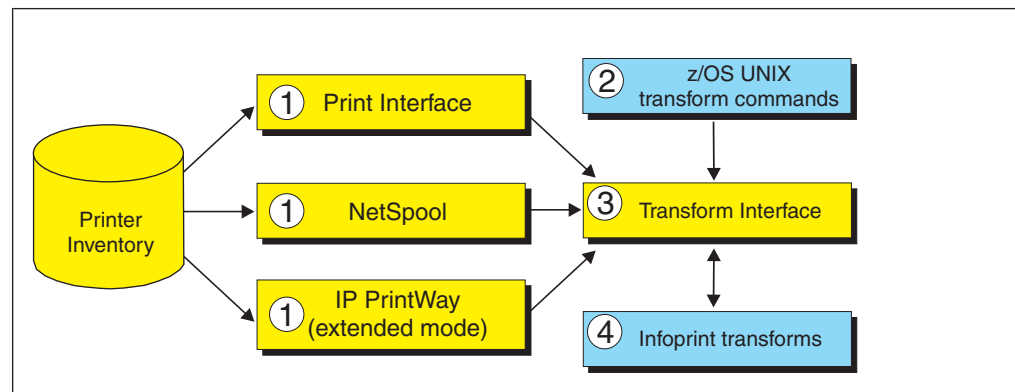 1 Print Interface
2 z/OS UNIX
transform commands
Printer
Inventory
1 NetSpool
3 Transform Interface
1 IP PrintWay
(extended mode)
4 Infoprint transforms